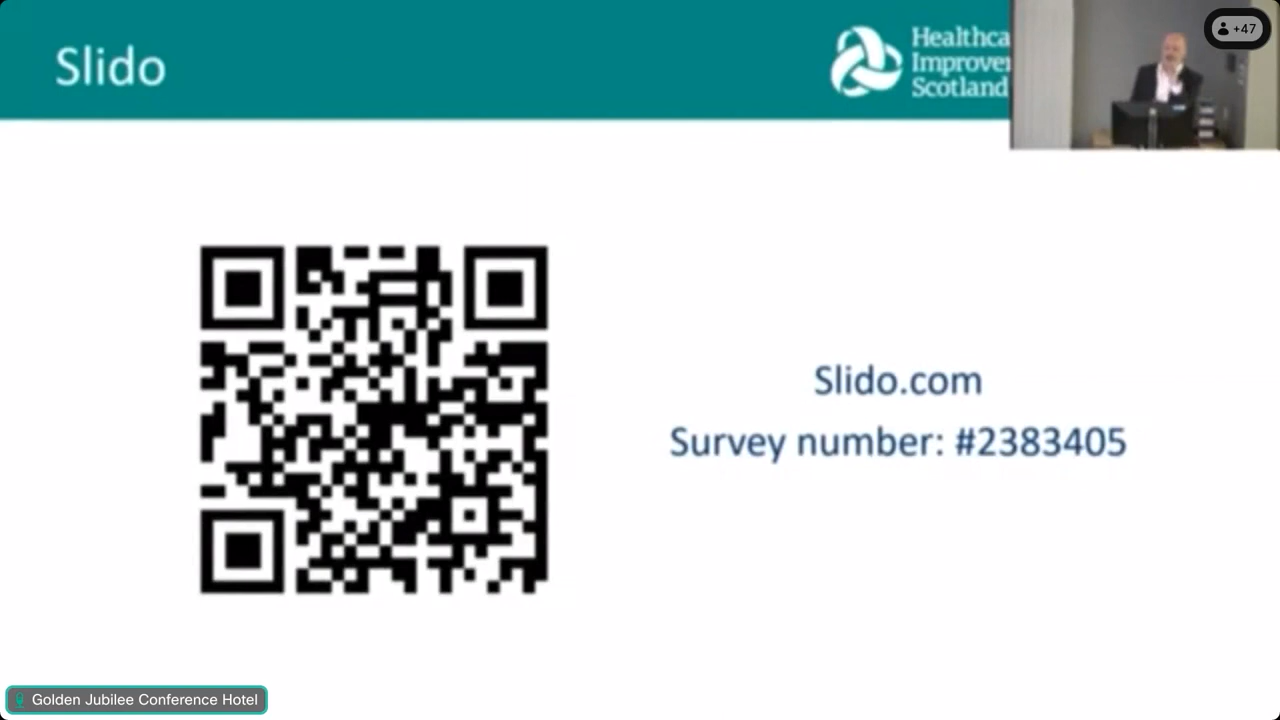 Slido
Healthca
Improve
Scotland
+47
Slido.com
Survey number: #2383405
Golden Jubilee Conference Hotel